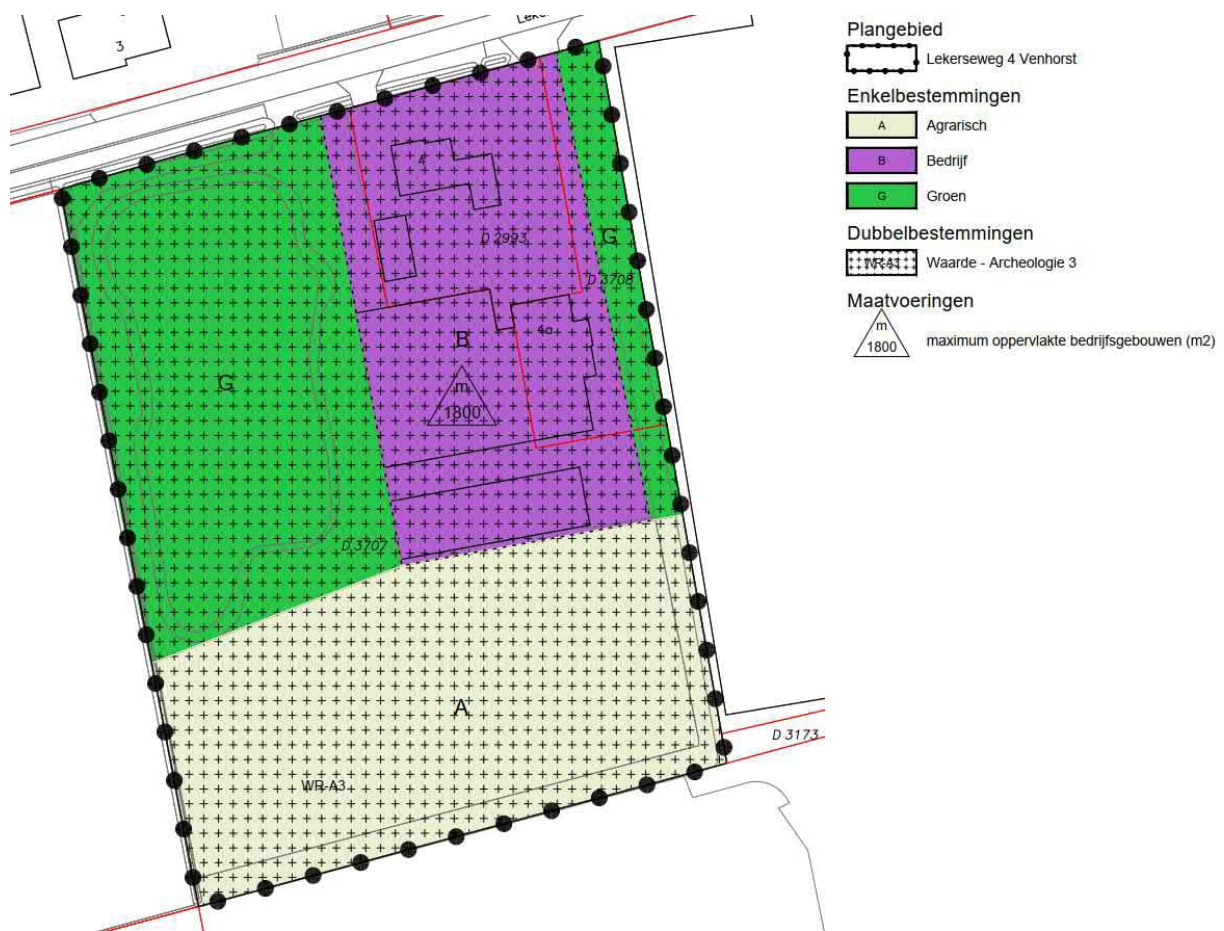 3
4
D 2993
G
D 3708
4a
B
m
1800
G
D 3707
A
D 3173
WR-A3
Plangebied
Lekerseweg 4 Venhorst
Enkelbestemmingen
A Agrarisch
B Bedrijf
G Groen
Dubbelbestemmingen
WR-A3 Waarde - Archeologie 3
Maatvoeringen
m
1800
maximum oppervlakte bedrijfsgebouwen (m2)